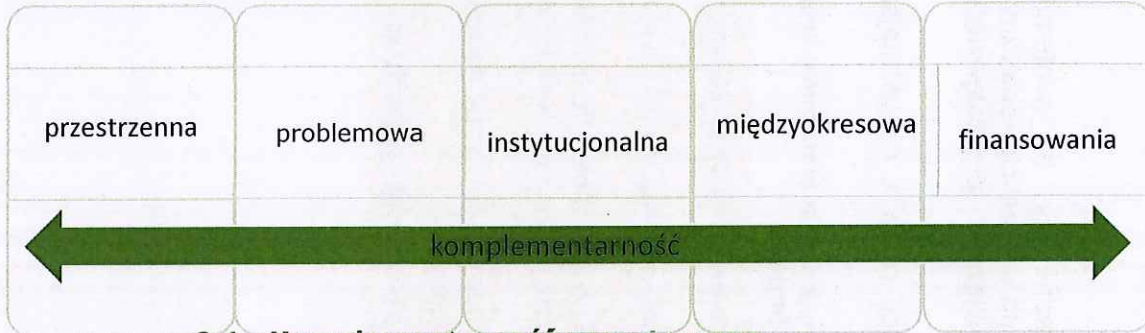 przestrzenna problemowa instytucjonalna międzyokresowa finansowania
komplementarność